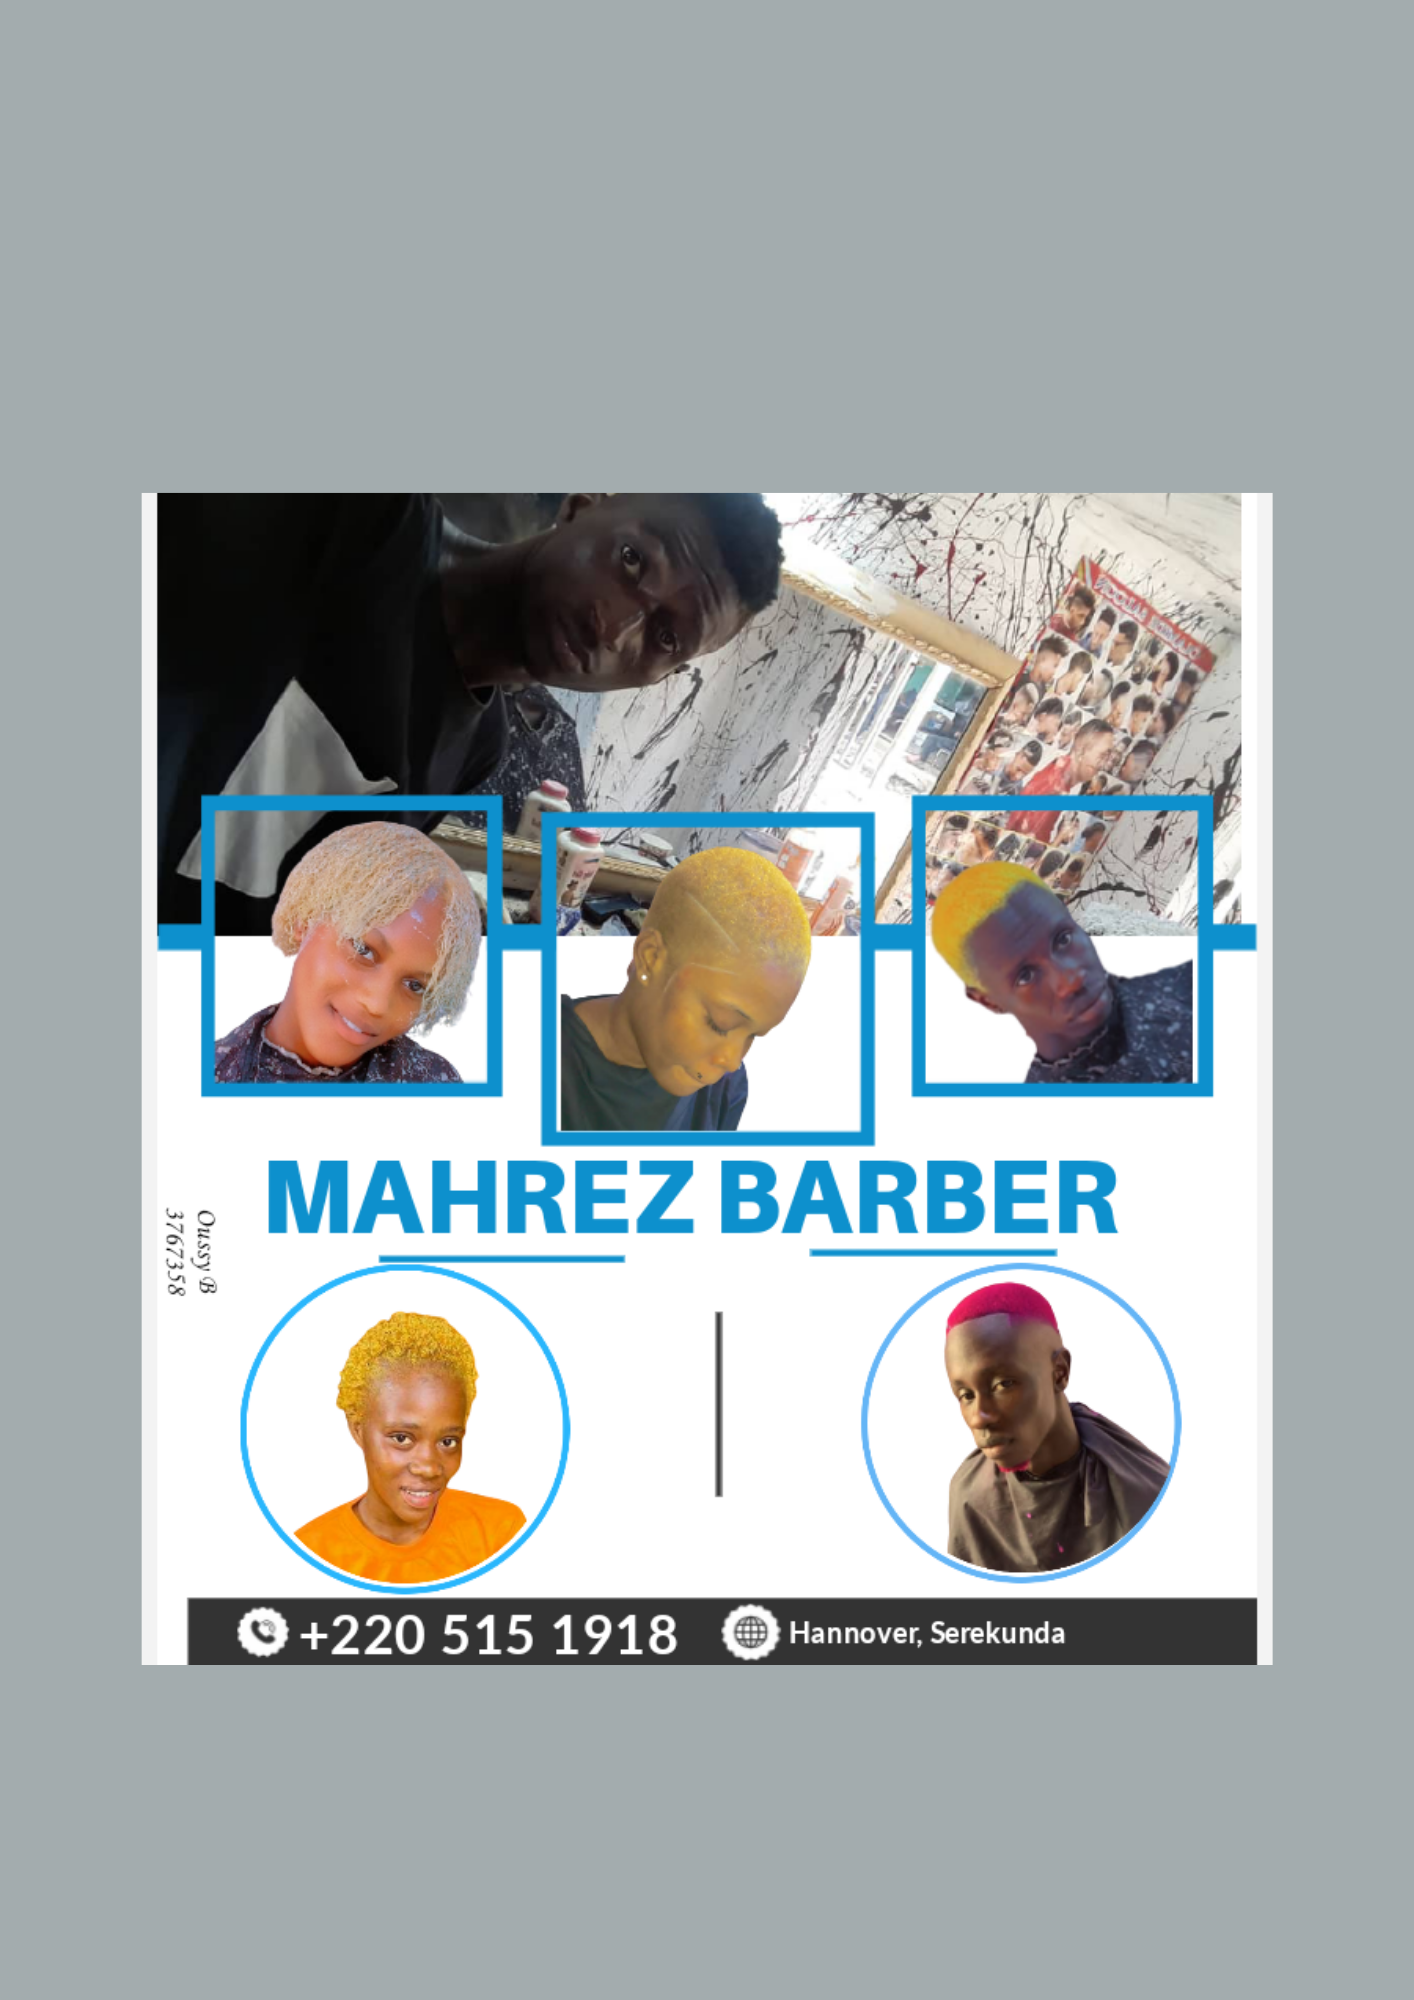 MAHREZ BARBER
Oussy B
3767358
+220 515 1918
Hannover, Serekunda